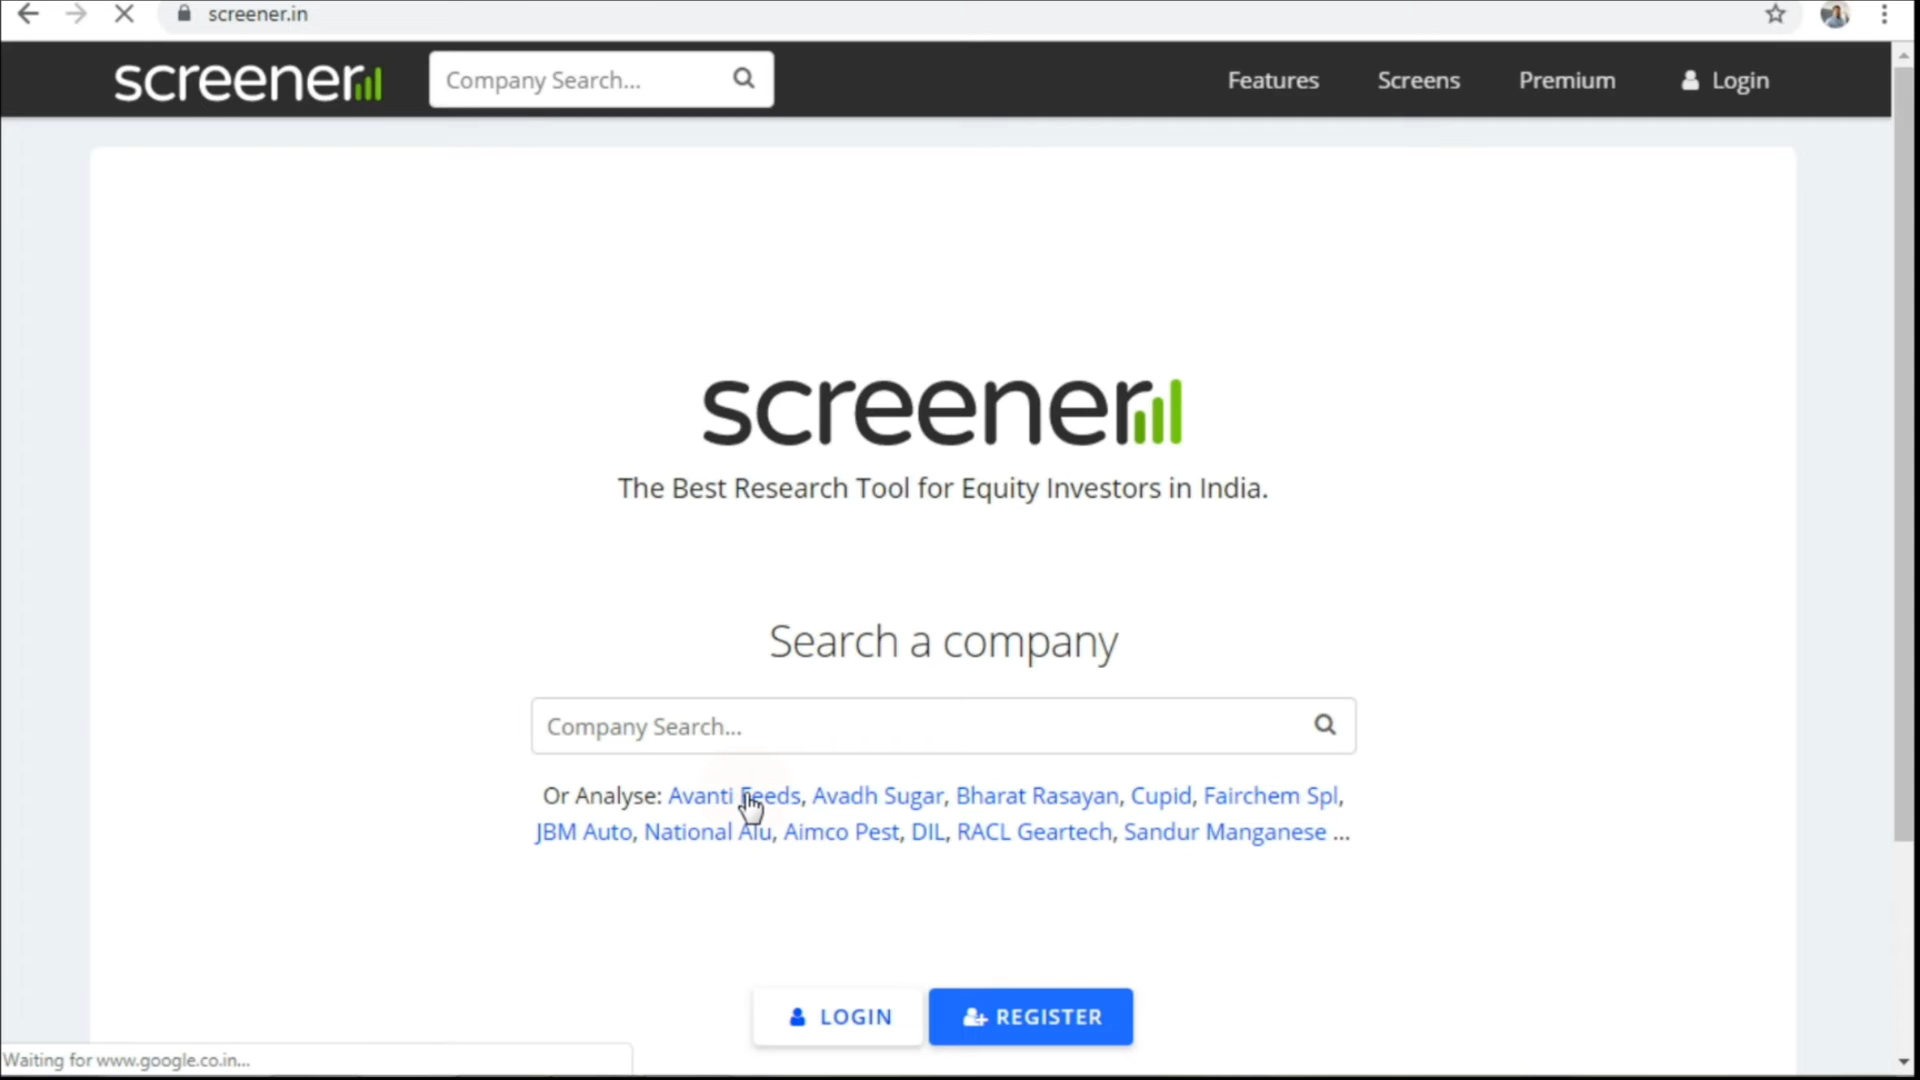 screener.in
screener
Company Search...
Features
Screens
Premium
Login
screener
The Best Research Tool for Equity Investors in India.
Search a company
Company Search...
Or Analyse: Avanti Feeds, Avadh Sugar, Bharat Rasayan, Cupid, Fairchem Spl,
JBM Auto, National Alu, Aimco Pest, DIL, RACL Geartech, Sandur Manganese ...
LOGIN
REGISTER
Waiting for www.google.co.in...